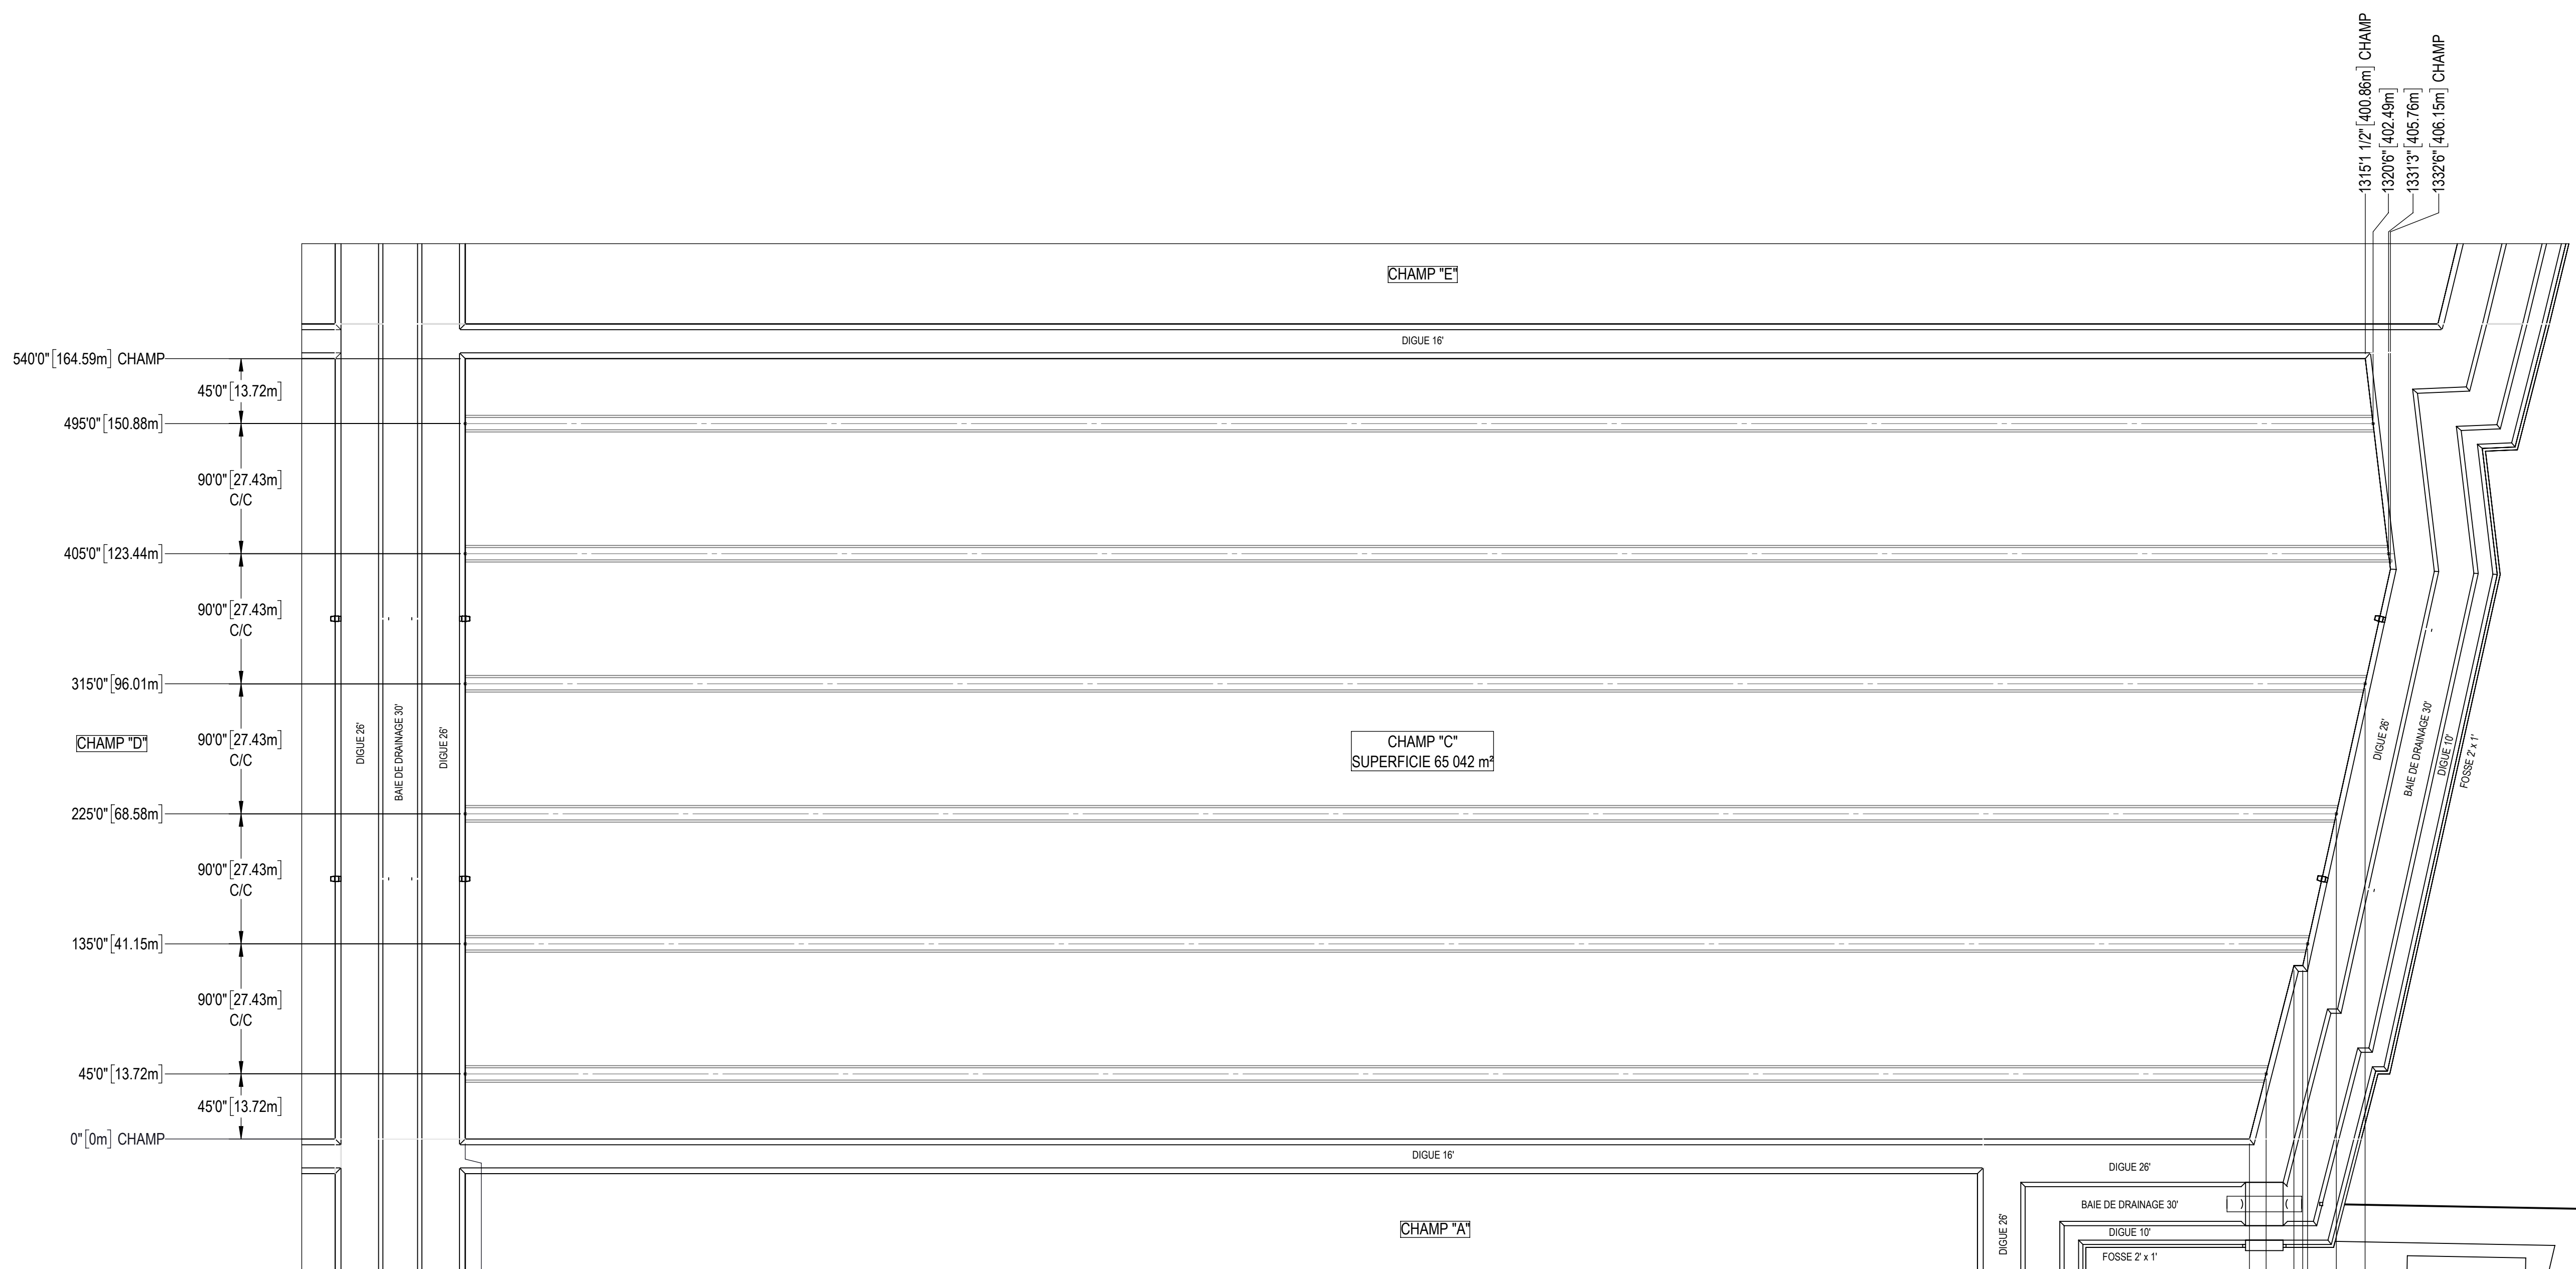 1315'1 1/2" [400.86m] CHAMP
1320'6" [402.49m]
1331'3" [405.76m]
1332'6" [406.15m] CHAMP
CHAMP "E"
DIGUE 16'
540'0" [164.59m] CHAMP
45'0" [13.72m]
495'0" [150.88m]
90'0" [27.43m]
C/C
405'0" [123.44m]
90'0" [27.43m]
C/C
315'0" [96.01m]
90'0" [27.43m]
C/C
225'0" [68.58m]
90'0" [27.43m]
C/C
135'0" [41.15m]
90'0" [27.43m]
C/C
45'0" [13.72m]
45'0" [13.72m]
0" [0m] CHAMP
CHAMP "D"
DIGUE 26'
BAIE DE DRAINAGE 30'
DIGUE 26'
CHAMP "C"
SUPERFICIE 65 042 m²
DIGUE 26'
BAIE DE DRAINAGE 30'
DIGUE 10'
FOSSE 2' x 1'
DIGUE 16'
CHAMP "A"
DIGUE 26'
DIGUE 26'
BAIE DE DRAINAGE 30'
DIGUE 10'
FOSSE 2' x 1'